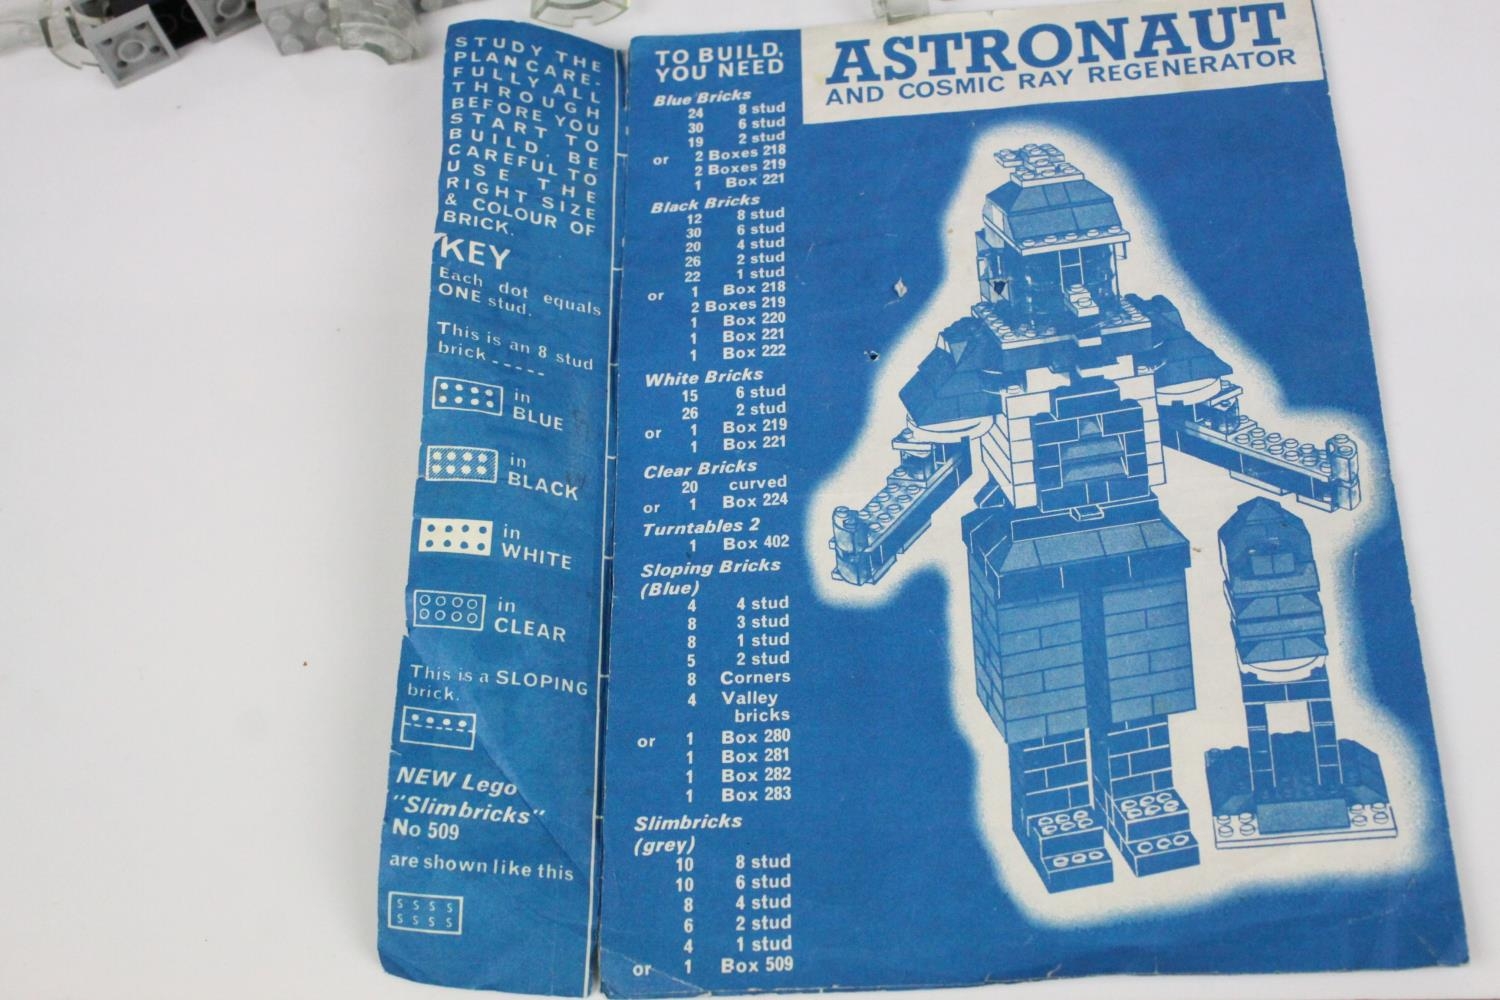 STUDY THE
PLAN CARE-
FULLY ALL
THROUGH
BEFORE YOU
START TO
BUILD. BE
CAREFUL TO
USE THE
RIGHT SIZE
& COLOUR OF
BRICK.
KEY
Each dot equals
ONE stud.
This is an 8 stud
brick - - - - -
in
BLUE
in
BLACK
in
WHITE
in
CLEAR
This is a SLOPING
brick.
NEW Lego
"Slimbricks"
No 509
are shown like this
S S S S
S S S S
TO BUILD,
YOU NEED
Blue Bricks
24 8 stud
30 6 stud
19 2 stud
or 2 Boxes 218
2 Boxes 219
1 Box 221
Black Bricks
12 8 stud
30 6 stud
20 4 stud
26 2 stud
22 1 stud
or 1 Box 218
2 Boxes 219
1 Box 220
1 Box 221
1 Box 222
White Bricks
15 6 stud
26 2 stud
or 1 Box 219
1 Box 221
Clear Bricks
20 curved
or 1 Box 224
Turntables 2
1 Box 402
Sloping Bricks
(Blue)
4 4 stud
8 3 stud
8 1 stud
5 2 stud
8 Corners
4 Valley
bricks
or 1 Box 280
1 Box 281
1 Box 282
1 Box 283
Slimbricks
(grey)
10 8 stud
10 6 stud
8 4 stud
6 2 stud
4 1 stud
or 1 Box 509
ASTRONAUT
AND COSMIC RAY REGENERATOR